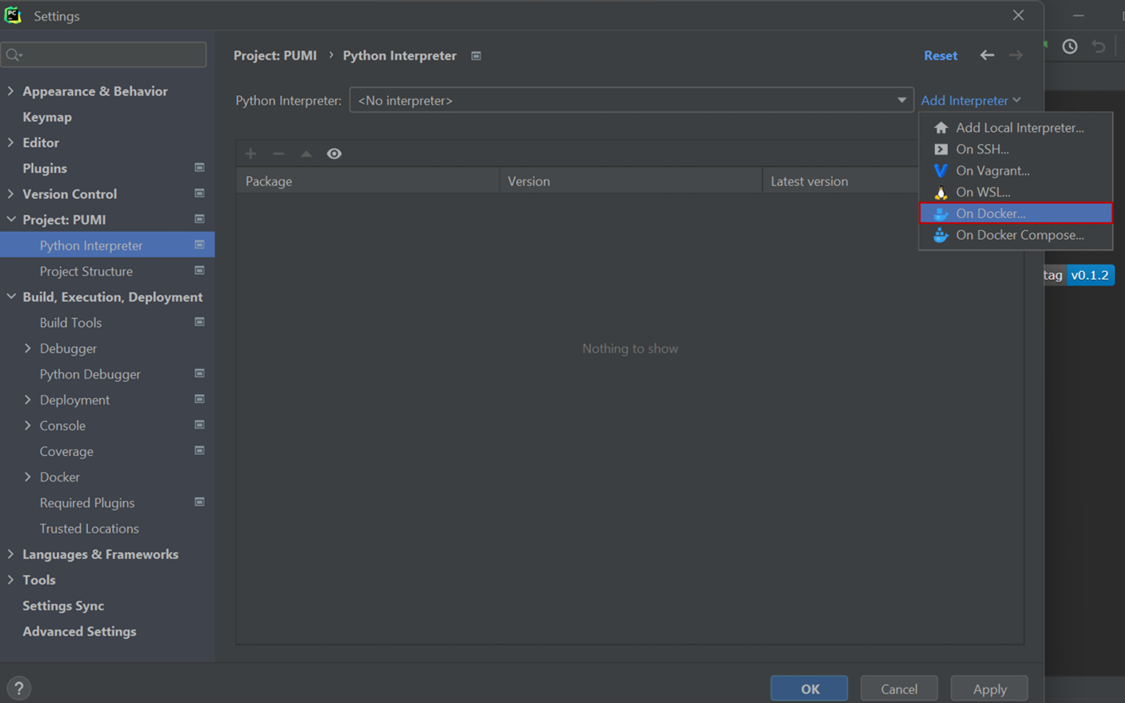 PC
Settings
Project: PUMI › Python Interpreter
Reset
Python Interpreter: <No interpreter> Add Interpreter
Add Local Interpreter...
On SSH...
On Vagrant...
On WSL...
On Docker...
On Docker Compose...
Package Version Latest version
Nothing to show
tag v0.1.2
Appearance & Behavior
Keymap
Editor
Plugins
Version Control
Project: PUMI
Python Interpreter
Project Structure
Build, Execution, Deployment
Build Tools
Debugger
Python Debugger
Deployment
Console
Coverage
Docker
Required Plugins
Trusted Locations
Languages & Frameworks
Tools
Settings Sync
Advanced Settings
? OK Cancel Apply